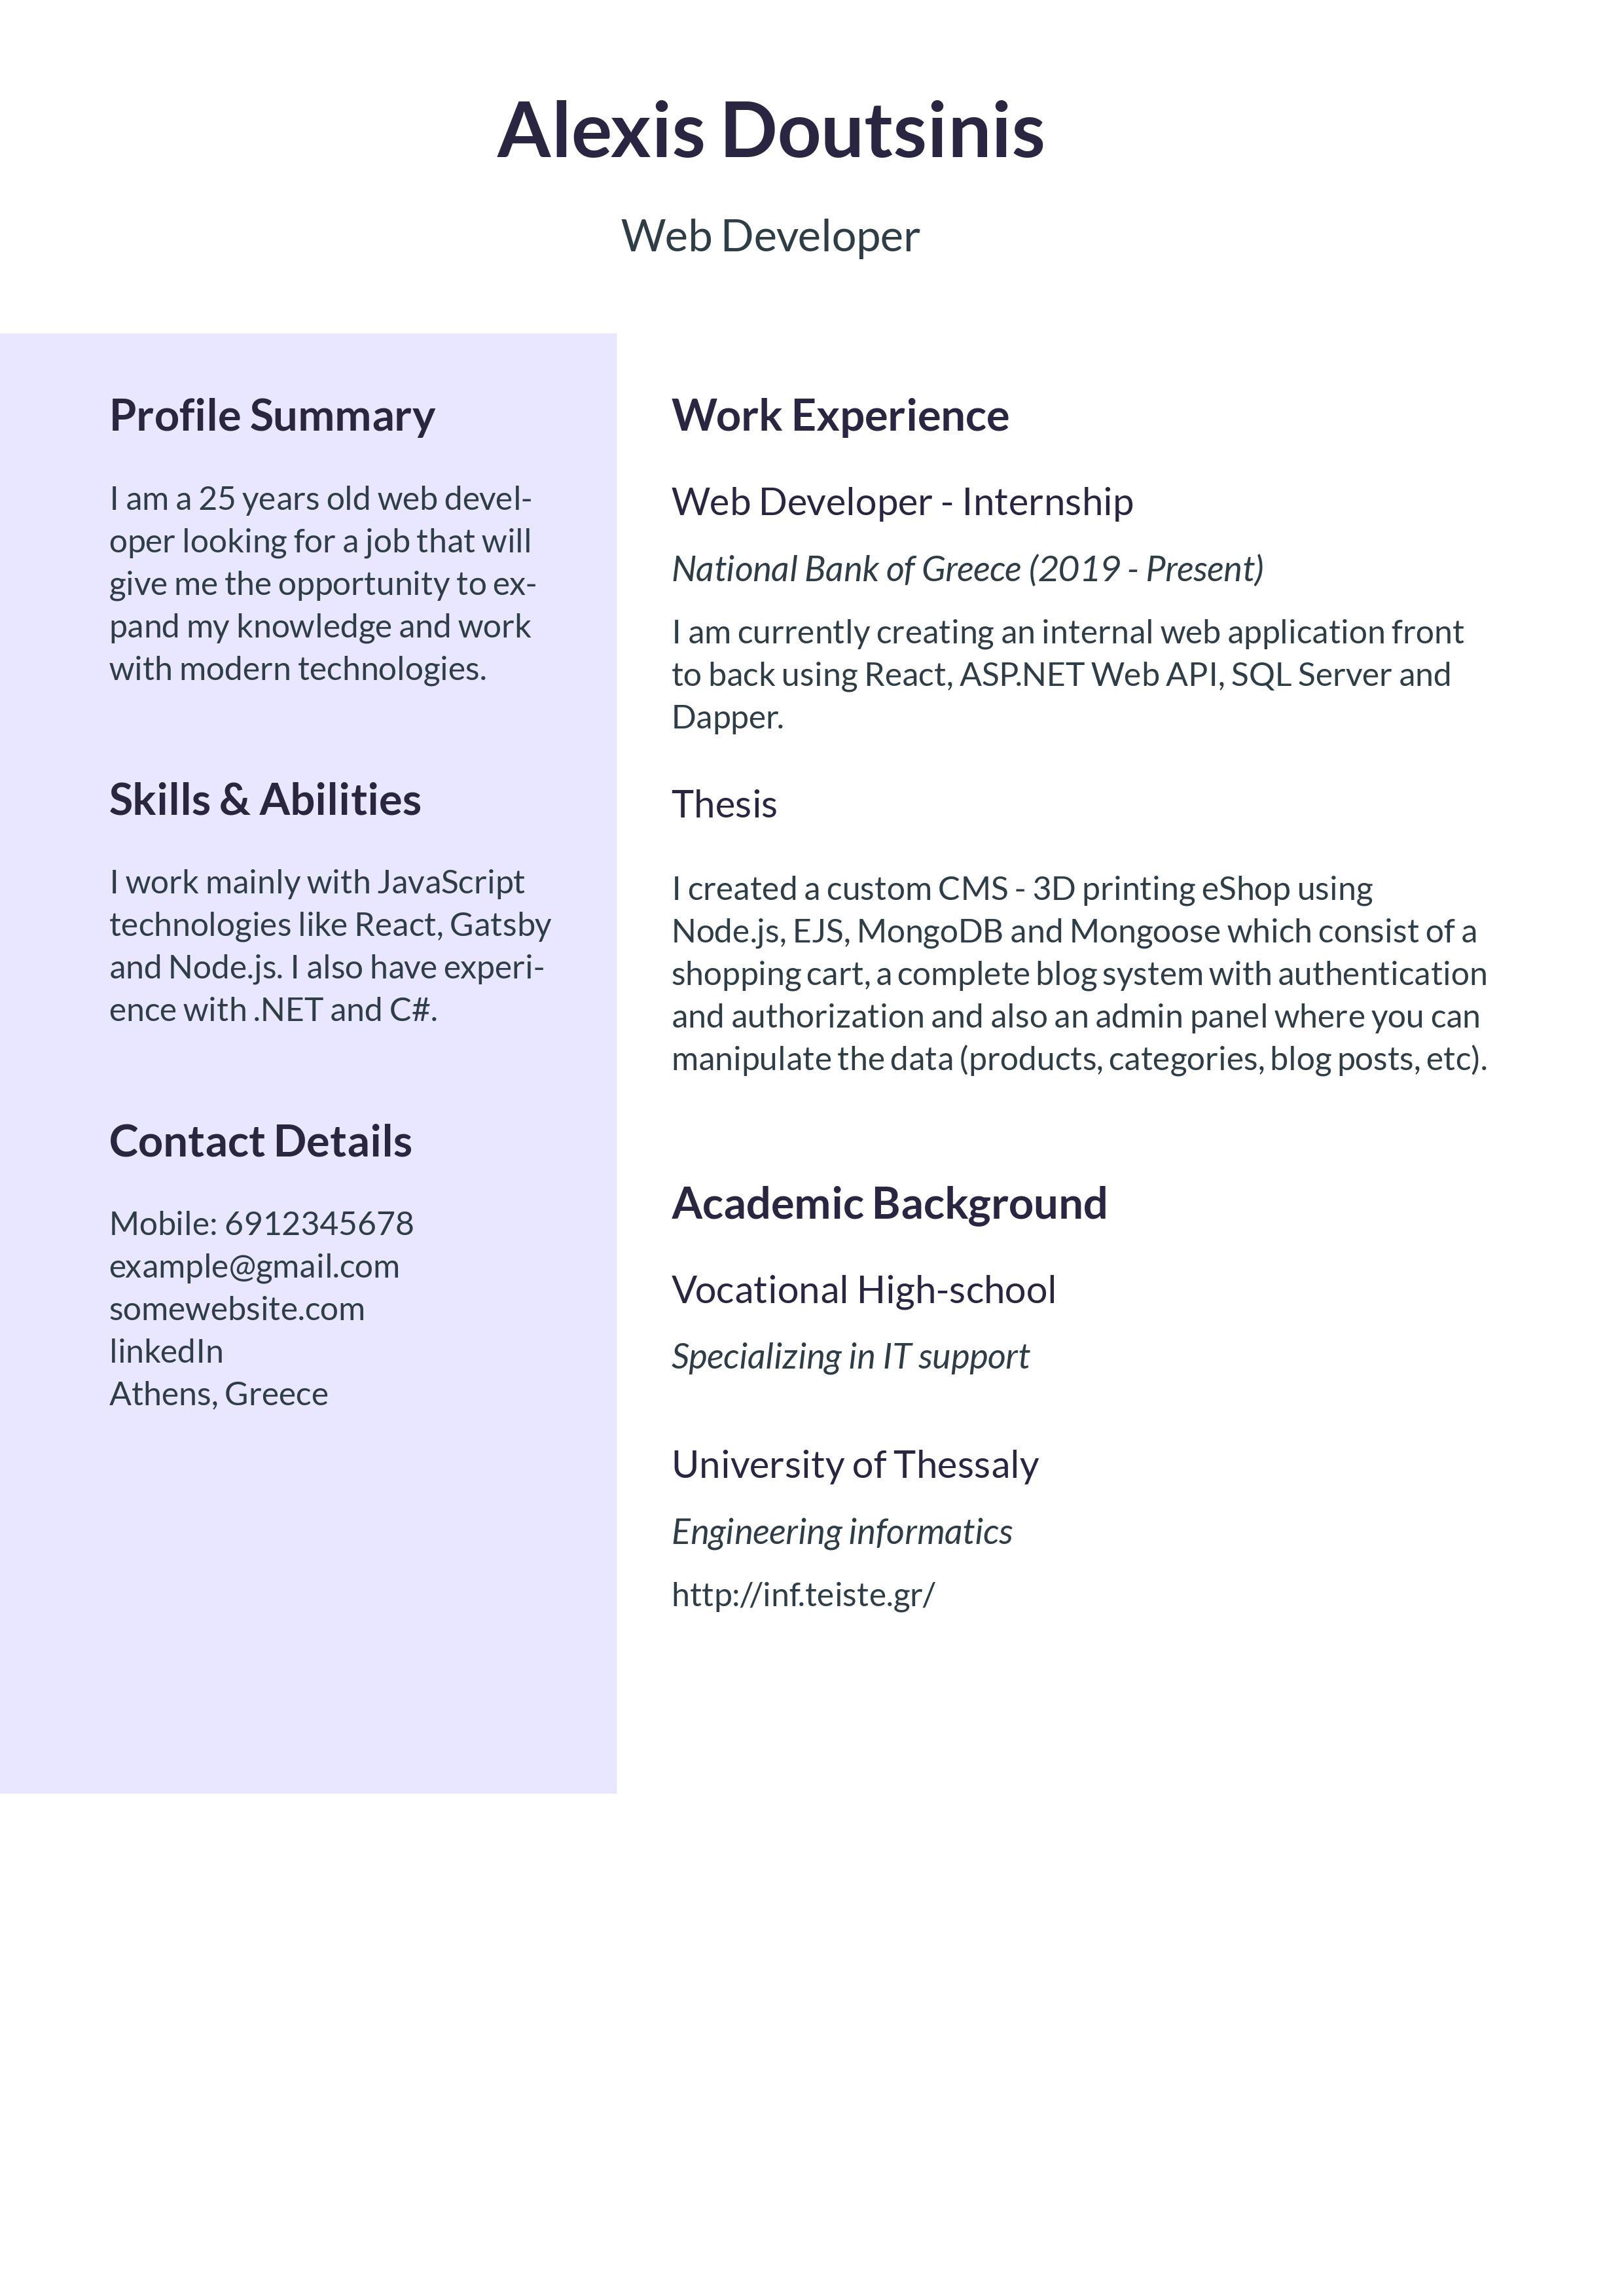 Alexis Doutsinis
Web Developer
Profile Summary
I am a 25 years old web devel-
oper looking for a job that will
give me the opportunity to ex-
pand my knowledge and work
with modern technologies.
Skills & Abilities
I work mainly with JavaScript
technologies like React, Gatsby
and Node.js. I also have experi-
ence with .NET and C#.
Contact Details
Mobile: 6912345678
example@gmail.com
somewebsite.com
linkedIn
Athens, Greece
Work Experience
Web Developer - Internship
National Bank of Greece (2019 - Present)
I am currently creating an internal web application front
to back using React, ASP.NET Web API, SQL Server and
Dapper.
Thesis
I created a custom CMS - 3D printing eShop using
Node.js, EJS, MongoDB and Mongoose which consist of a
shopping cart, a complete blog system with authentication
and authorization and also an admin panel where you can
manipulate the data (products, categories, blog posts, etc).
Academic Background
Vocational High-school
Specializing in IT support
University of Thessaly
Engineering informatics
http://inf.teiste.gr/